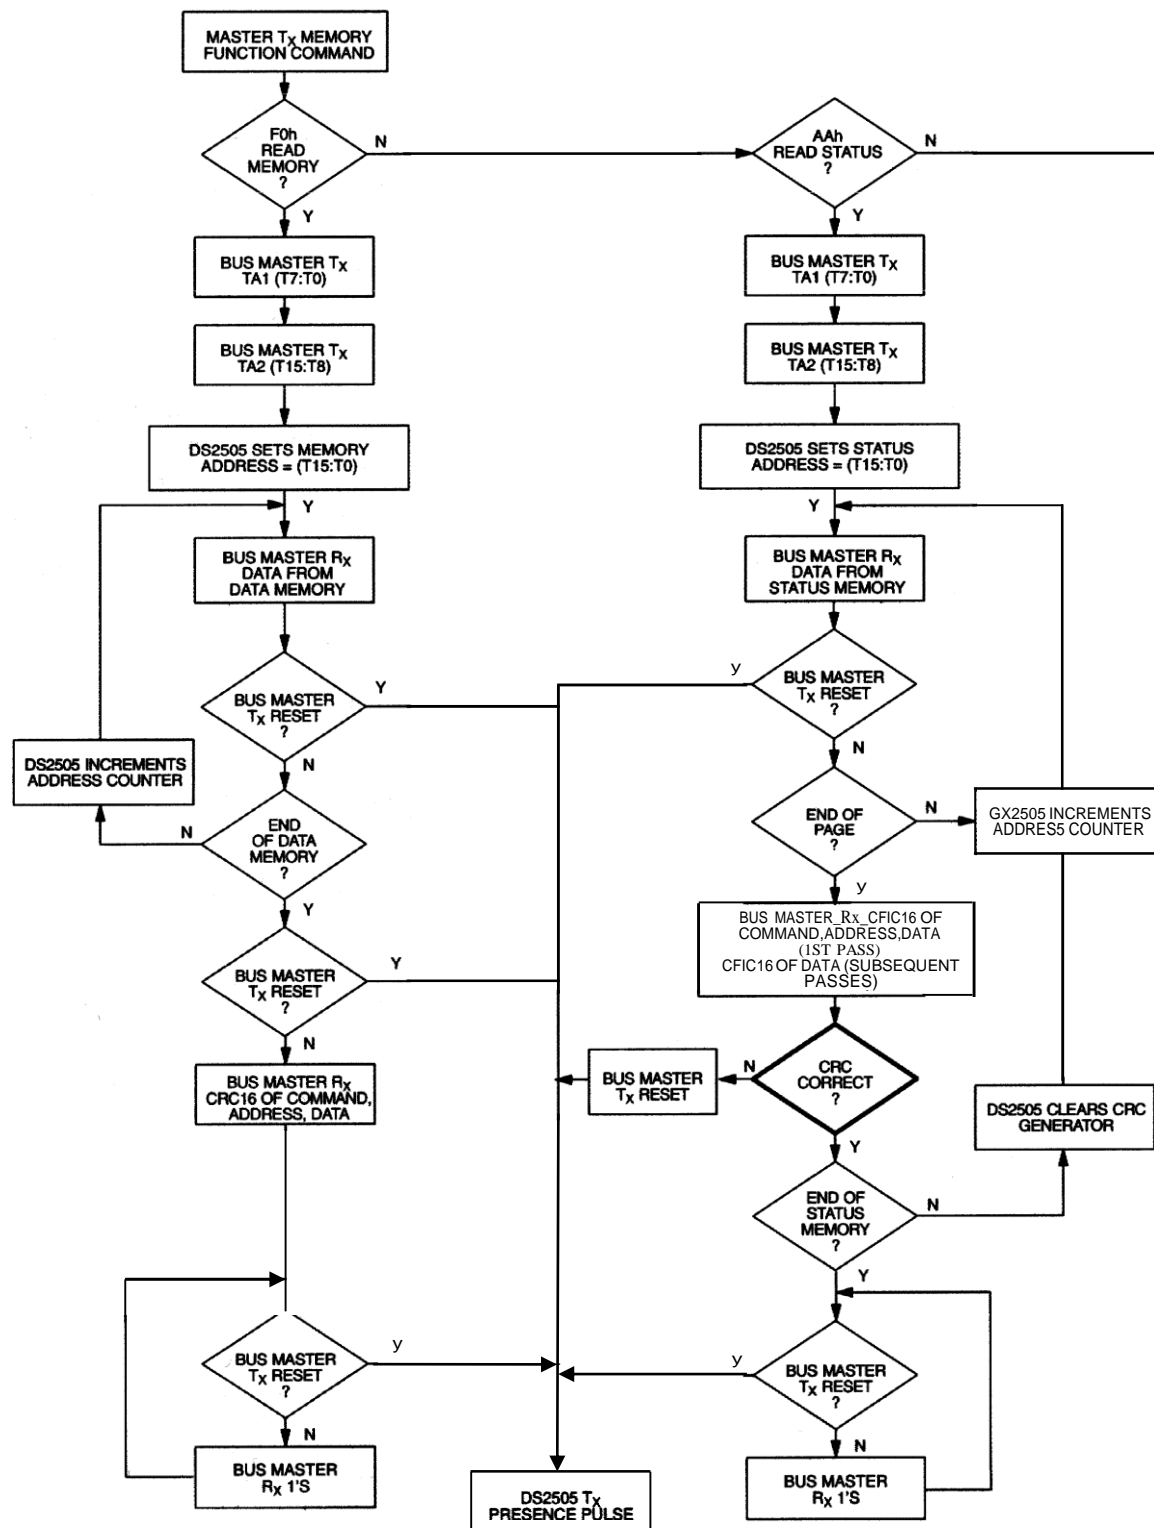 MASTER TX MEMORY
FUNCTION COMMAND
F0h
READ
MEMORY
?
N
Y
AAh
READ STATUS
?
N
Y
BUS MASTER TX
TA1 (T7:T0)
BUS MASTER TX
TA2 (T15:T8)
DS2505 SETS MEMORY
ADDRESS = (T15:T0)
Y
BUS MASTER RX
DATA FROM
DATA MEMORY
BUS MASTER
TX RESET
?
Y
N
DS2505 INCREMENTS
ADDRESS COUNTER
END
OF DATA
MEMORY
?
N
Y
BUS MASTER
TX RESET
?
Y
N
BUS MASTER RX
CRC16 OF COMMAND,
ADDRESS, DATA
BUS MASTER
TX RESET
?
У
N
BUS MASTER
RX 1'S
BUS MASTER TX
TA1 (T7:T0)
BUS MASTER TX
TA2 (T15:T8)
DS2505 SETS STATUS
ADDRESS = (T15:T0)
Y
BUS MASTER RX
DATA FROM
STATUS MEMORY
У
BUS MASTER
TX RESET
?
N
END OF
PAGE
?
N
У
GX2505 INCREMENTS
ADDRES5 COUNTER
BUS MASTER_Rx_CFIC16 OF
COMMAND,ADDRESS,DATA
(1ST PASS)
CFIC16 OF DATA (SUBSEQUENT
PASSES)
CRC
CORRECT
?
N
Y
BUS MASTER
TX RESET
DS2505 CLEARS CRC
GENERATOR
END OF
STATUS
MEMORY
?
N
Y
У
BUS MASTER
TX RESET
?
N
BUS MASTER
RX 1'S
DS2505 TX
PRESENCE PULSE